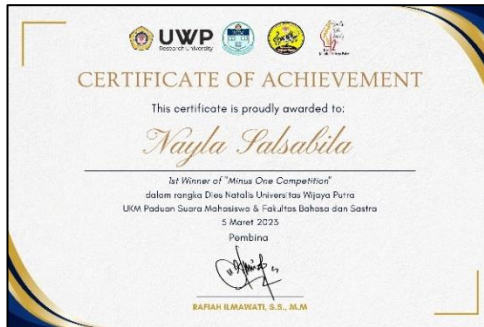 UWP
Research University
CERTIFICATE OF ACHIEVEMENT
This certificate is proudly awarded to:
Nayla Salsabila
1st Winner of "Minus One Competition"
dalam rangka Dies Natalis Universitas Wijaya Putra
UKM Paduan Suara Mahasiswa & Fakultas Bahasa dan Sastra
5 Maret 2023
Pembina
RAFIAH ILMAWATI, S.S., M.M